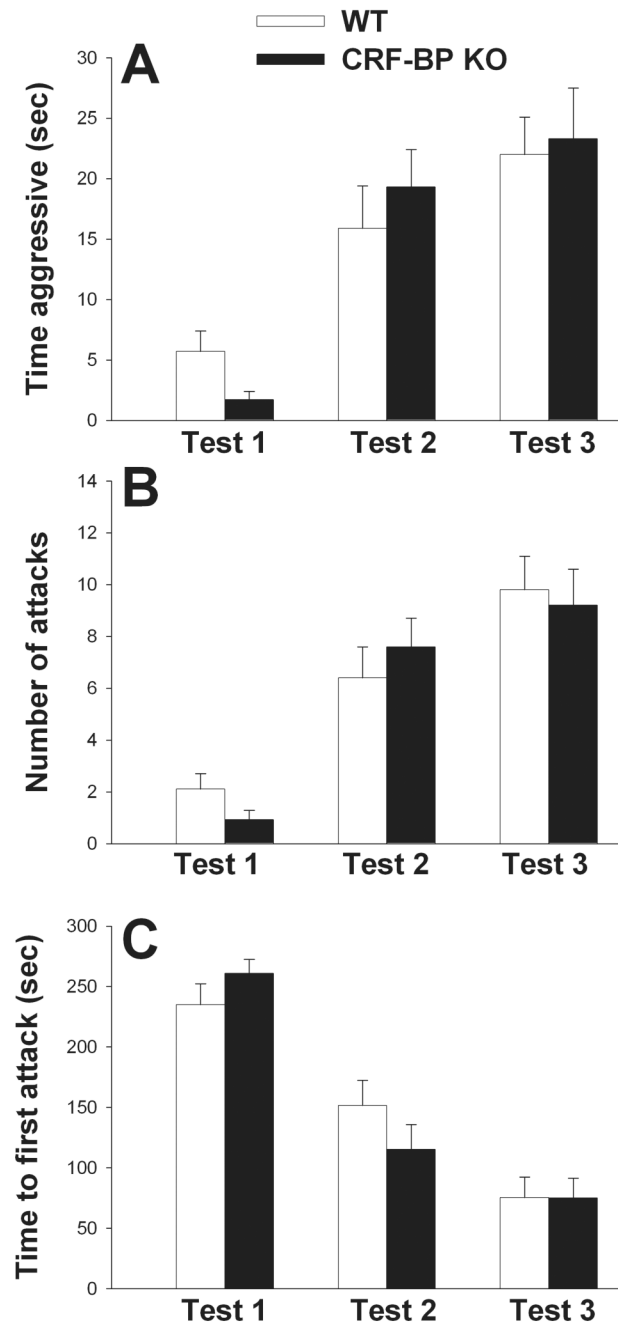 WT
CRF-BP KO
A
Time aggressive (sec)
30
25
20
15
10
5
0
Test 1 Test 2 Test 3
B
Number of attacks
14
12
10
8
6
4
2
0
Test 1 Test 2 Test 3
C
Time to first attack (sec)
300
250
200
150
100
50
0
Test 1 Test 2 Test 3